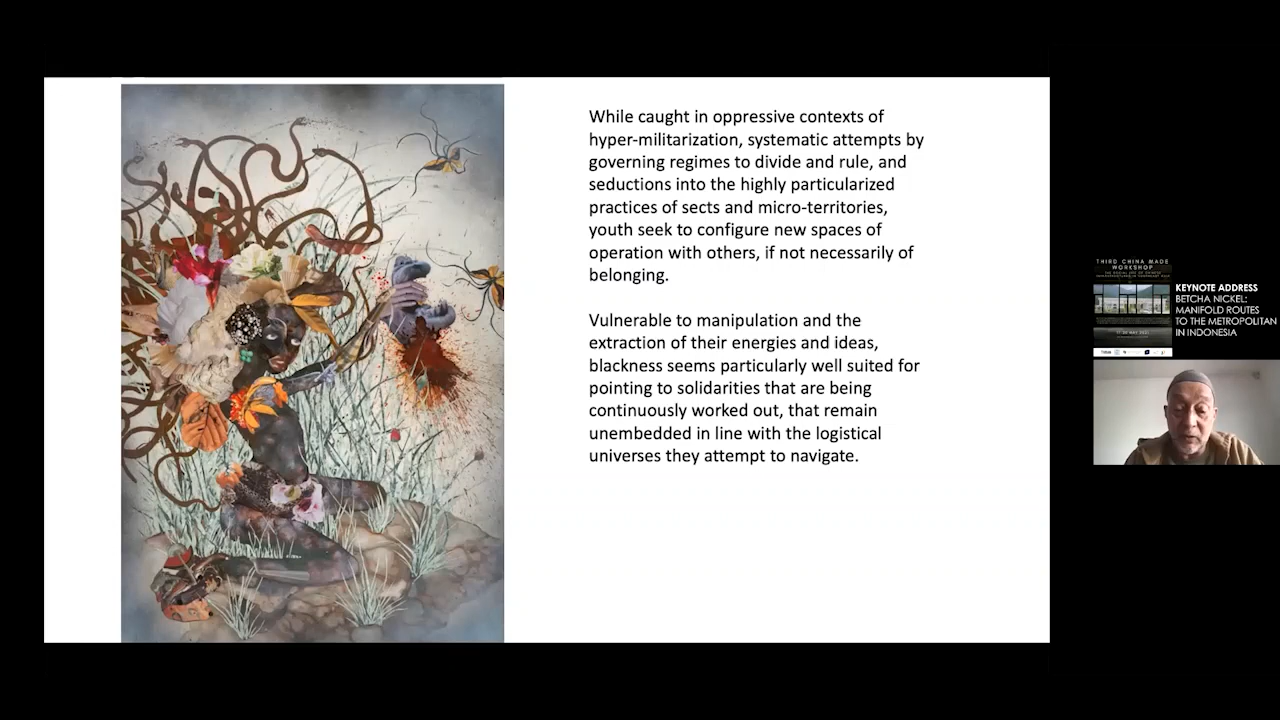 While caught in oppressive contexts of
hyper-militarization, systematic attempts by
governing regimes to divide and rule, and
seductions into the highly particularized
practices of sects and micro-territories,
youth seek to configure new spaces of
operation with others, if not necessarily of
belonging.
Vulnerable to manipulation and the
extraction of their energies and ideas,
blackness seems particularly well suited for
pointing to solidarities that are being
continuously worked out, that remain
unembedded in line with the logistical
universes they attempt to navigate.
THIRD CHINA MADE
WORKSHOP
KEYNOTE ADDRESS
BETCHA NICKEL:
MANIFOLD ROUTES
TO THE METROPOLITAN
IN INDONESIA